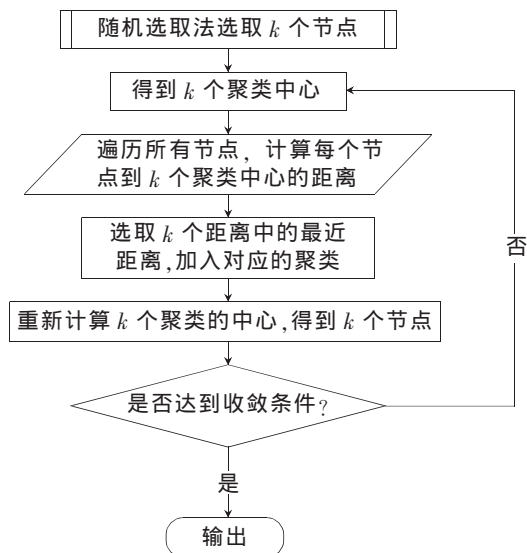 随机选取法选取 k 个节点
得到 k 个聚类中心
遍历所有节点，计算每个节
点到 k 个聚类中心的距离
选取 k 个距离中的最近
距离,加入对应的聚类
重新计算 k 个聚类的中心,得到 k 个节点
是否达到收敛条件?
否
是
输出